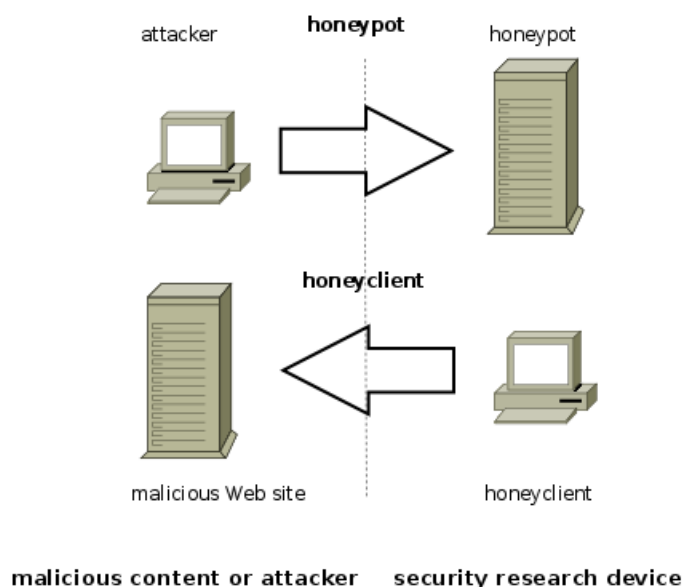 honeypot
attacker
honeypot
honeyclient
malicious Web site
honeyclient
malicious content or attacker
security research device